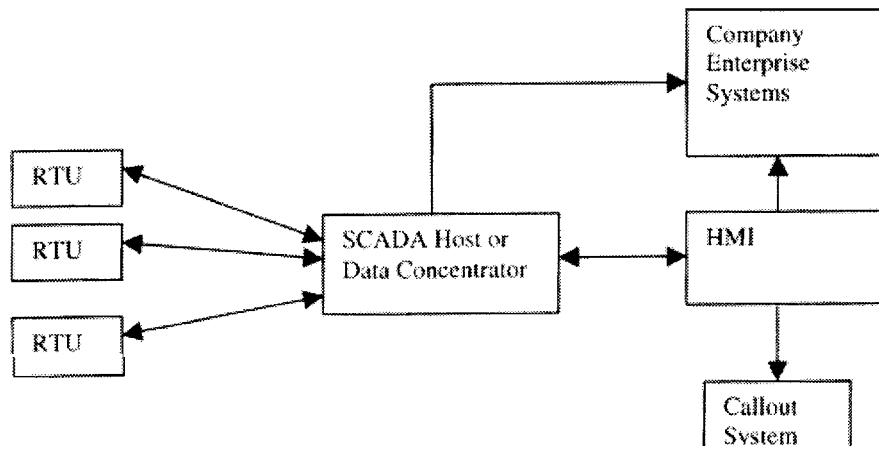 Company
Enterprise
Systems
RTU
RTU
RTU
SCADA Host or
Data Concentrator
HMI
Callout
System